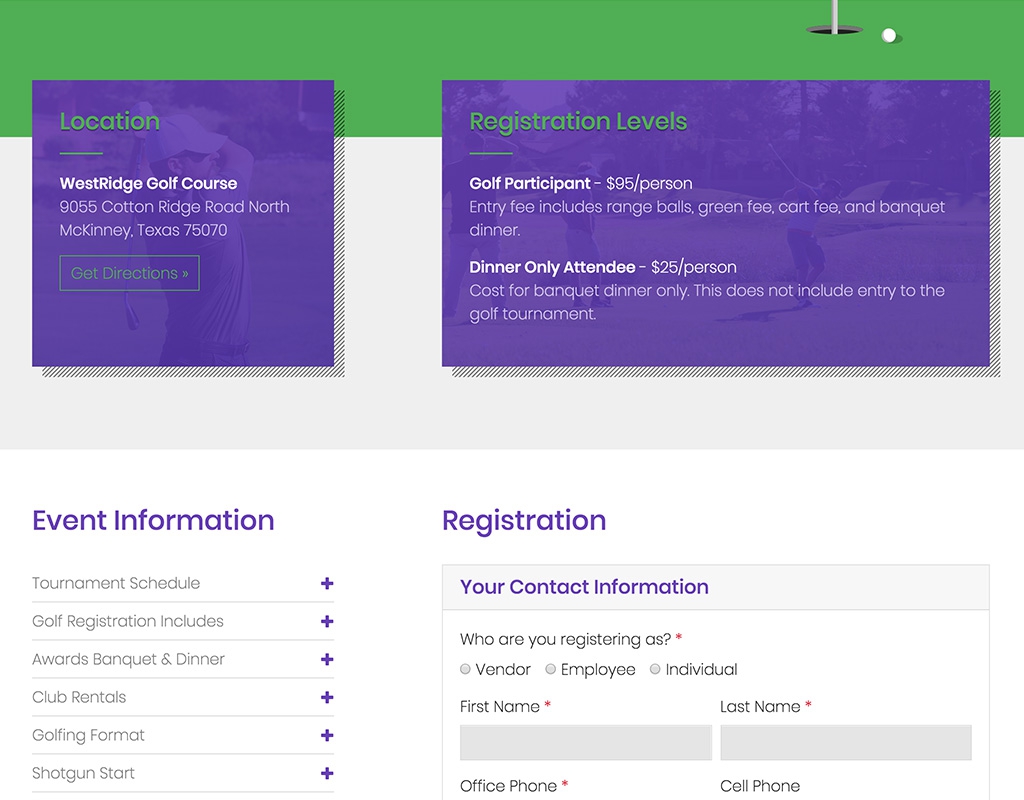 Location
WestRidge Golf Course
9055 Cotton Ridge Road North
McKinney, Texas 75070
Get Directions »
Registration Levels
Golf Participant - $95/person
Entry fee includes range balls, green fee, cart fee, and banquet
dinner.
Dinner Only Attendee - $25/person
Cost for banquet dinner only. This does not include entry to the
golf tournament.
Event Information
Tournament Schedule
Golf Registration Includes
Awards Banquet & Dinner
Club Rentals
Golfing Format
Shotgun Start
Registration
Your Contact Information
Who are you registering as? *
Vendor Employee Individual
First Name * Last Name *
Office Phone * Cell Phone